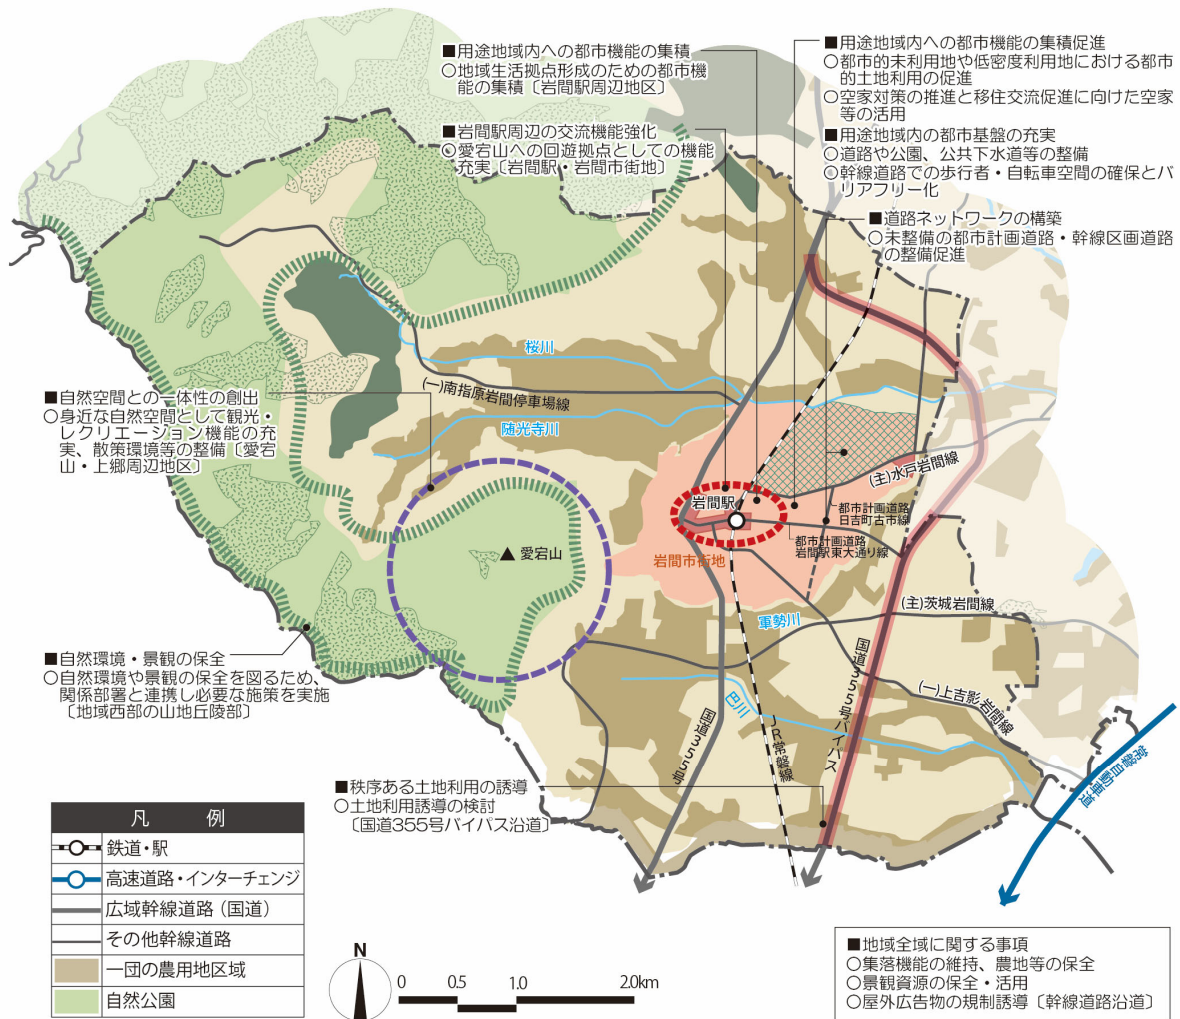 ■用途地域内への都市機能の集積
○地域生活拠点形成のための都市機
能の集積〔岩間駅周辺地区〕
■岩間駅周辺の交流機能強化
○愛宕山への回遊拠点としての機能
充実〔岩間駅・岩間市街地〕
■用途地域内への都市機能の集積促進
○都市的未利用地や低密度利用地における都市
的土地利用の促進
○空家対策の推進と移住交流促進に向けた空家
等の活用
■用途地域内の都市基盤の充実
○道路や公園、公共下水道等の整備
○幹線道路での歩行者・自転車空間の確保とバ
リアフリー化
■道路ネットワークの構築
○未整備の都市計画道路・幹線区画道路
の整備促進
桜川
(一)南指原岩間停車場線
随光寺川
■自然空間との一体性の創出
○身近な自然空間として観光・
レクリエーション機能の充
実、散策環境等の整備〔愛宕
山・上郷周辺地区〕
(主)水戸岩間線
岩間駅
都市計画道路
日吉町古市線
都市計画道路
岩間駅東大通り線
▲愛宕山
岩間市街地
(主)茨城岩間線
軍勢川
国道355号バイパス
(一)上吉影岩間線
巴川
国道355号
JR常磐線
常磐自動車道
■自然環境・景観の保全
○自然環境や景観の保全を図るため、
関係部署と連携し必要な施策を実施
〔地域西部の山地丘陵部〕
■秩序ある土地利用の誘導
○土地利用誘導の検討
〔国道355号バイパス沿道〕
凡 例
鉄道・駅
高速道路・インターチェンジ
広域幹線道路（国道）
その他幹線道路
一団の農用地区域
自然公園
N
0 0.5 1.0 2.0km
■地域全域に関する事項
○集落機能の維持、農地等の保全
○景観資源の保全・活用
○屋外広告物の規制誘導〔幹線道路沿道〕